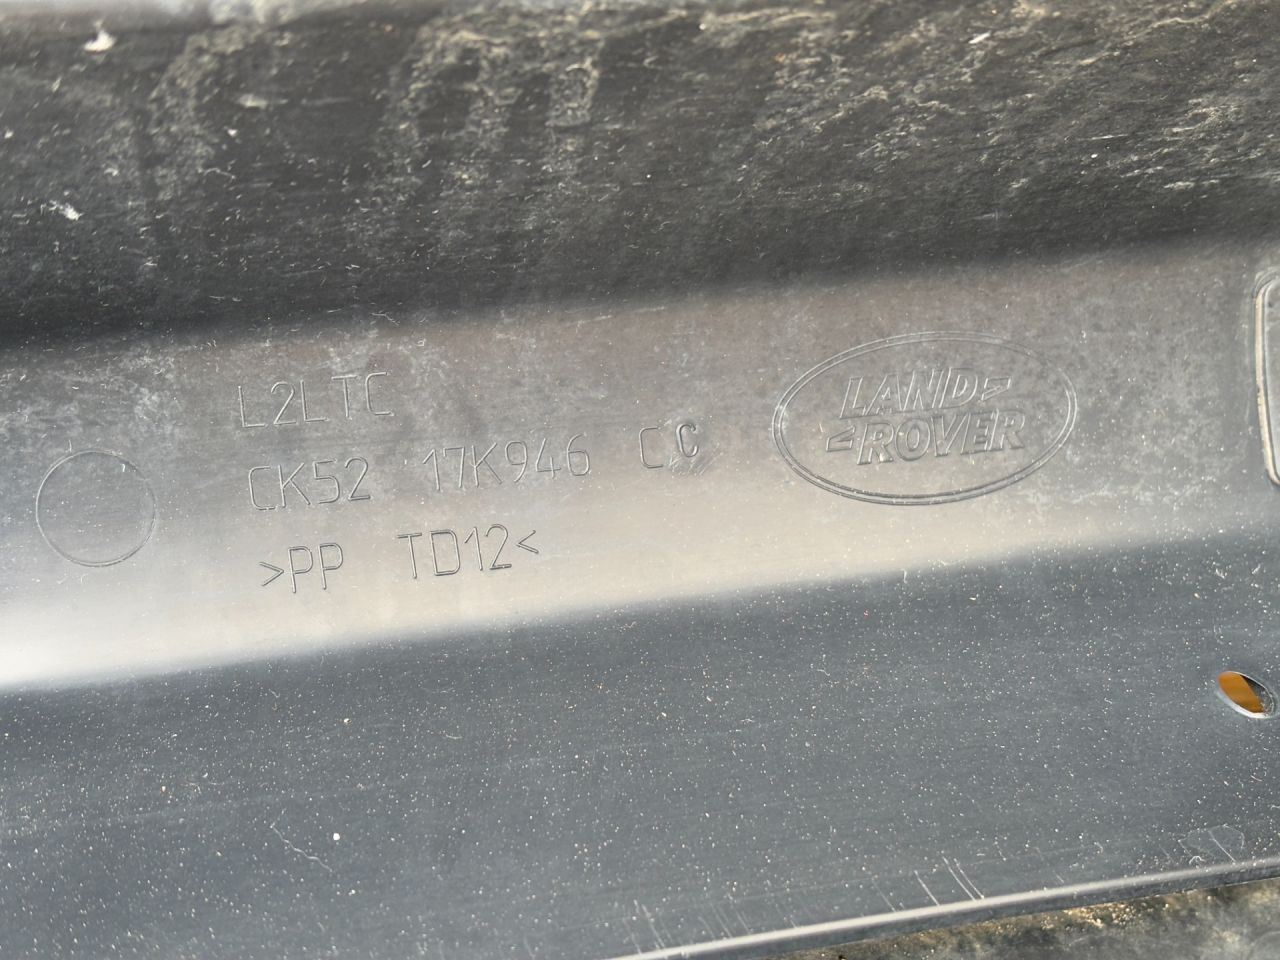 L2LTC
CK52 17K946 CC
>PP TD12<
LAND
ROVER